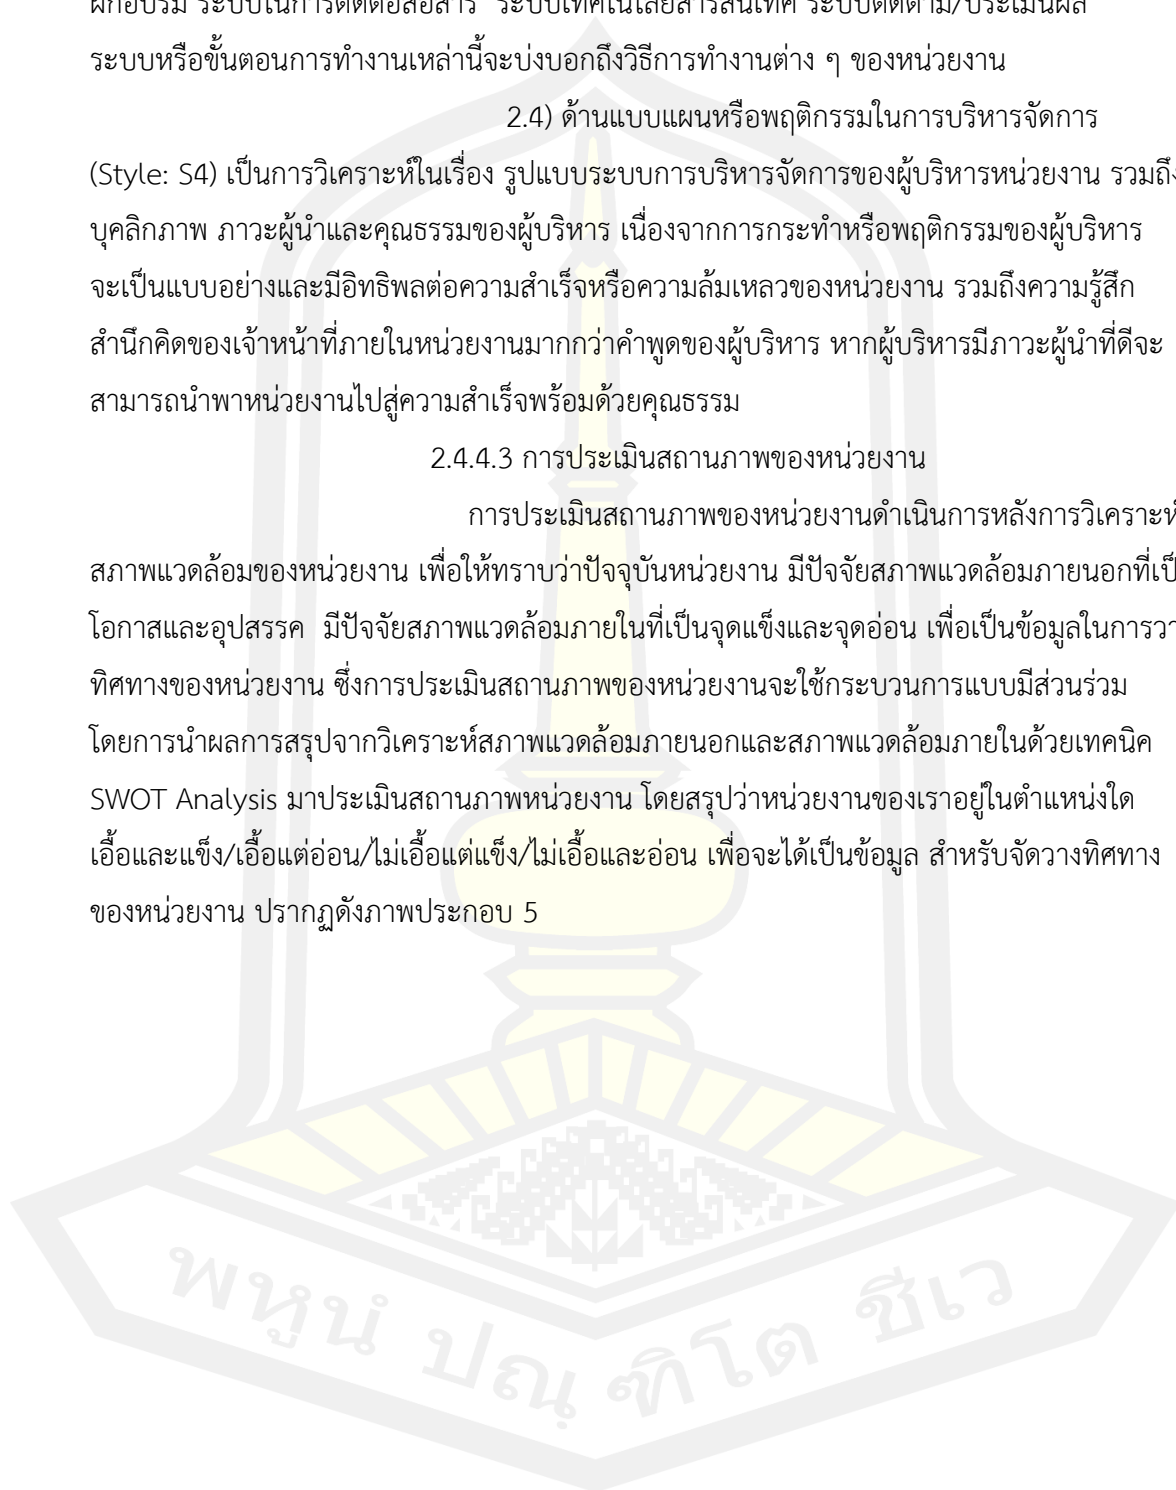 ฝึกอบรม ระบบในการติดต่อสื่อสาร ระบบเทคโนโลยีสารสนเทศ ระบบติดตาม/ประเมินผล
ระบบหรือขั้นตอนการทำงานเหล่านี้จะบ่งบอกถึงวิธีการทำงานต่าง ๆ ของหน่วยงาน
2.4) ด้านแบบแผนหรือพฤติกรรมในการบริหารจัดการ
(Style: S4) เป็นการวิเคราะห์ในเรื่อง รูปแบบระบบการบริหารจัดการของผู้บริหารหน่วยงาน รวมถึง
บุคลิกภาพ ภาวะผู้นำและคุณธรรมของผู้บริหาร เนื่องจากการกระทำหรือพฤติกรรมของผู้บริหาร
จะเป็นแบบอย่างและมีอิทธิพลต่อความสำเร็จหรือความล้มเหลวของหน่วยงาน รวมถึงความรู้สึก
สำนึกคิดของเจ้าหน้าที่ภายในหน่วยงานมากกว่าคำพูดของผู้บริหาร หากผู้บริหารมีภาวะผู้นำที่ดีจะ
สามารถนำพาหน่วยงานไปสู่ความสำเร็จพร้อมด้วยคุณธรรม
2.4.4.3 การประเมินสถานภาพของหน่วยงาน
การประเมินสถานภาพของหน่วยงานดำเนินการหลังการวิเคราะห์
สภาพแวดล้อมของหน่วยงาน เพื่อให้ทราบว่าปัจจุบันหน่วยงาน มีปัจจัยสภาพแวดล้อมภายนอกที่เป็
โอกาสและอุปสรรค มีปัจจัยสภาพแวดล้อมภายในที่เป็นจุดแข็งและจุดอ่อน เพื่อเป็นข้อมูลในการวา
ทิศทางของหน่วยงาน ซึ่งการประเมินสถานภาพของหน่วยงานจะใช้กระบวนการแบบมีส่วนร่วม
โดยการนำผลการสรุปจากวิเคราะห์สภาพแวดล้อมภายนอกและสภาพแวดล้อมภายในด้วยเทคนิค
SWOT Analysis มาประเมินสถานภาพหน่วยงาน โดยสรุปว่าหน่วยงานของเราอยู่ในตำแหน่งใด
เอื้อและแข็ง/เอื้อแต่อ่อน/ไม่เอื้อแต่แข็ง/ไม่เอื้อและอ่อน เพื่อจะได้เป็นข้อมูล สำหรับจัดวางทิศทาง
ของหน่วยงาน ปรากฏดังภาพประกอบ 5
พหูนํ ปณฺฑิโต ชีเว